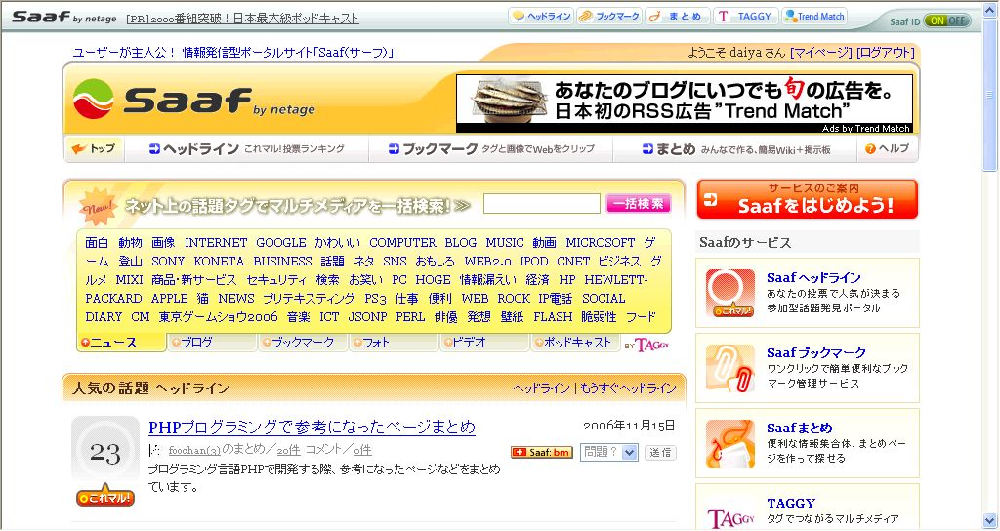 Saaf by netage [PR]2000番組突破！日本最大級ポッドキャスト ヘッドライン ブックマーク まとめ TAGGY Trend Match Saaf ID ON OFF
ユーザーが主人公！ 情報発信型ポータルサイト「Saaf(サーフ)」 ようこそ daiya さん [マイページ] [ログアウト]
Saaf by netage
あなたのブログにいつでも旬の広告を。
日本初のRSS広告”Trend Match”
Ads by Trend Match
トップ ヘッドライン これマル！投票ランキング ブックマーク タグと画像でWebをクリップ まとめ みんなで作る、簡易Wiki＋掲示板 ヘルプ
New! ネット上の話題タグでマルチメディアを一括検索！≫ 一括検索
面白 動物 画像 INTERNET GOOGLE かわいい COMPUTER BLOG MUSIC 動画 MICROSOFT ゲ
ーム 登山 SONY KONETA BUSINESS 話題 ネタ SNS おもしろ WEB2.0 IPOD CNET ビジネス グ
ルメ MIXI 商品・新サービス セキュリティ 検索 お笑い PC HOGE 情報漏えい 経済 HP HEWLETT-
PACKARD APPLE 猫 NEWS プリテキスティング PS3 仕事 便利 WEB ROCK IP電話 SOCIAL
DIARY CM 東京ゲームショウ2006 音楽 ICT JSONP PERL 俳優 発想 壁紙 FLASH 脆弱性 フード
ニュース ブログ ブックマーク フォト ビデオ ポッドキャスト BY TAGGY
人気の話題 ヘッドライン ヘッドライン | もうすぐヘッドライン
23
これマル!
PHPプログラミングで参考になったページまとめ 2006年11月15日
foochan(3)のまとめ／20件 コメント／0件 Saaf: bm 問題？ 送信
プログラミング言語PHPで開発する際、参考になったページなどをまとめ
ています。
サービスのご案内
Saafをはじめよう!
Saafのサービス
これマル!
Saaf ヘッドライン
あなたの投票で人気が決まる
参加型話題発見ポータル
Saaf ブックマーク
ワンクリックで簡単便利なブック
マーク管理サービス
Saaf まとめ
便利な情報集合体、まとめペー
ジを作って探せる
TAGGY
TAGGY
タグでつながるマルチメディア